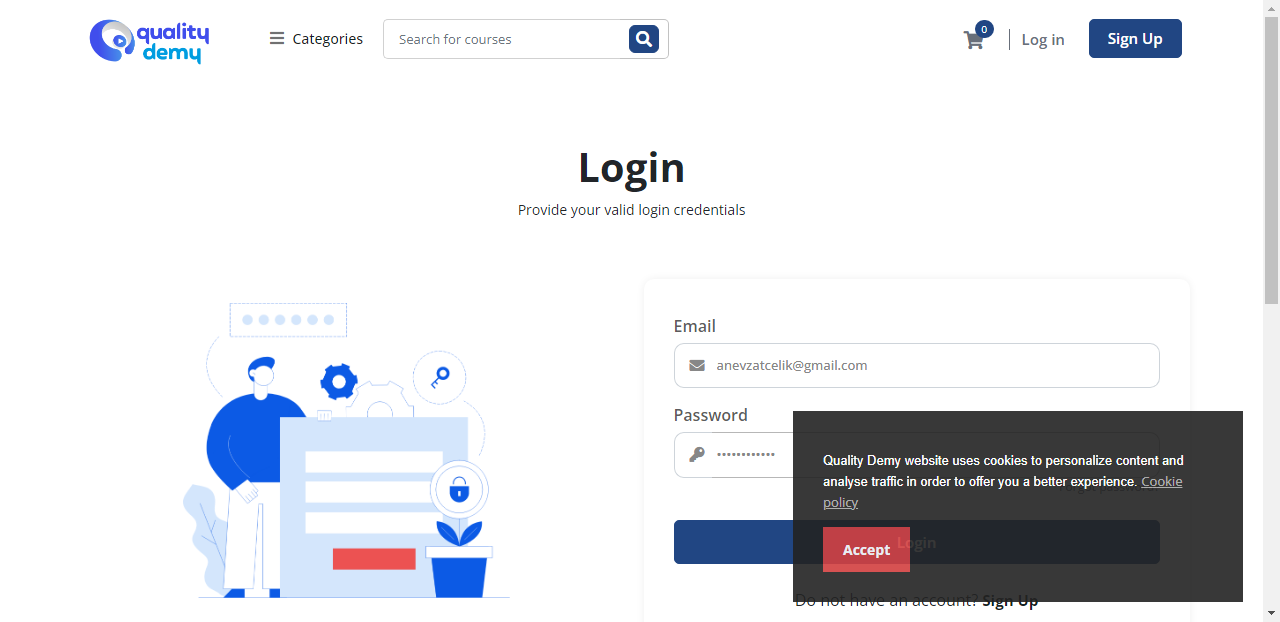 quality
demy
Categories
Search for courses
0
Log in
Sign Up
Login
Provide your valid login credentials
Email
anevzatcelik@gmail.com
Password
Quality Demy website uses cookies to personalize content and
analyse traffic in order to offer you a better experience. Cookie
policy
Accept
Login
Do not have an account? Sign Up